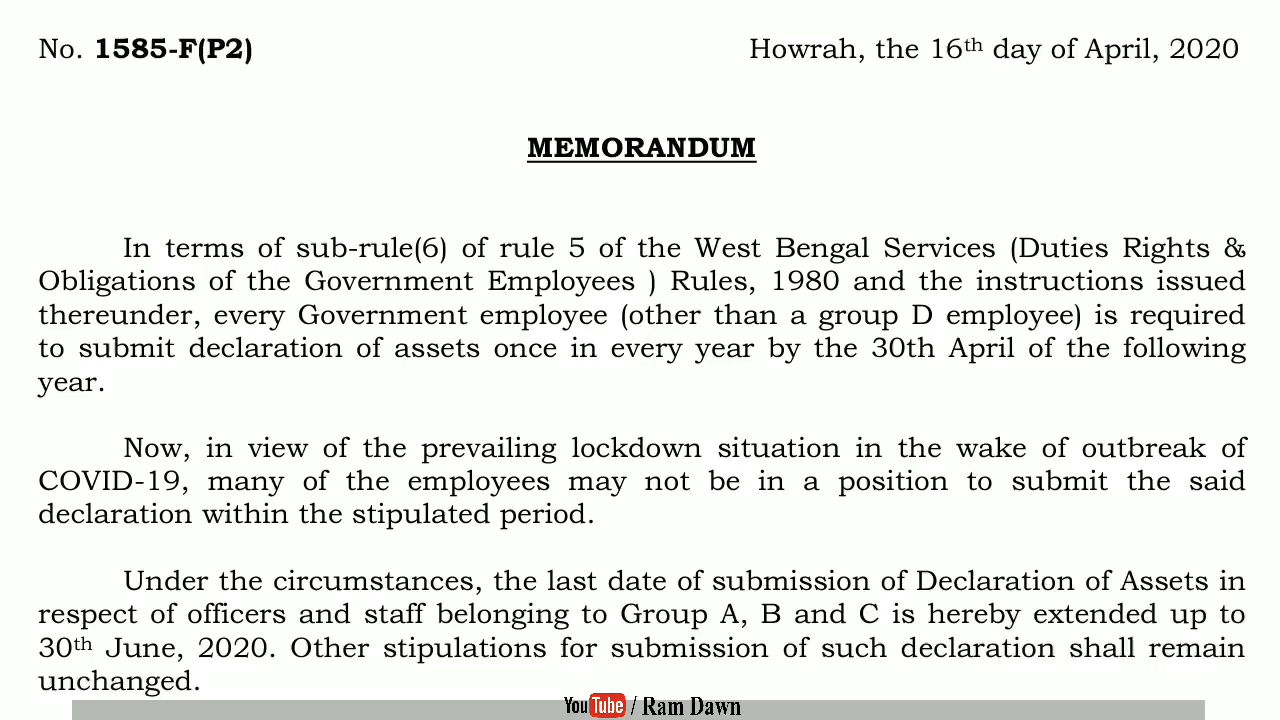 No. 1585-F(P2) Howrah, the 16th day of April, 2020
MEMORANDUM
In terms of sub-rule(6) of rule 5 of the West Bengal Services (Duties Rights &
Obligations of the Government Employees ) Rules, 1980 and the instructions issued
thereunder, every Government employee (other than a group D employee) is required
to submit declaration of assets once in every year by the 30th April of the following
year.
Now, in view of the prevailing lockdown situation in the wake of outbreak of
COVID-19, many of the employees may not be in a position to submit the said
declaration within the stipulated period.
Under the circumstances, the last date of submission of Declaration of Assets in
respect of officers and staff belonging to Group A, B and C is hereby extended up to
30th June, 2020. Other stipulations for submission of such declaration shall remain
unchanged.
YouTube / Ram Dawn